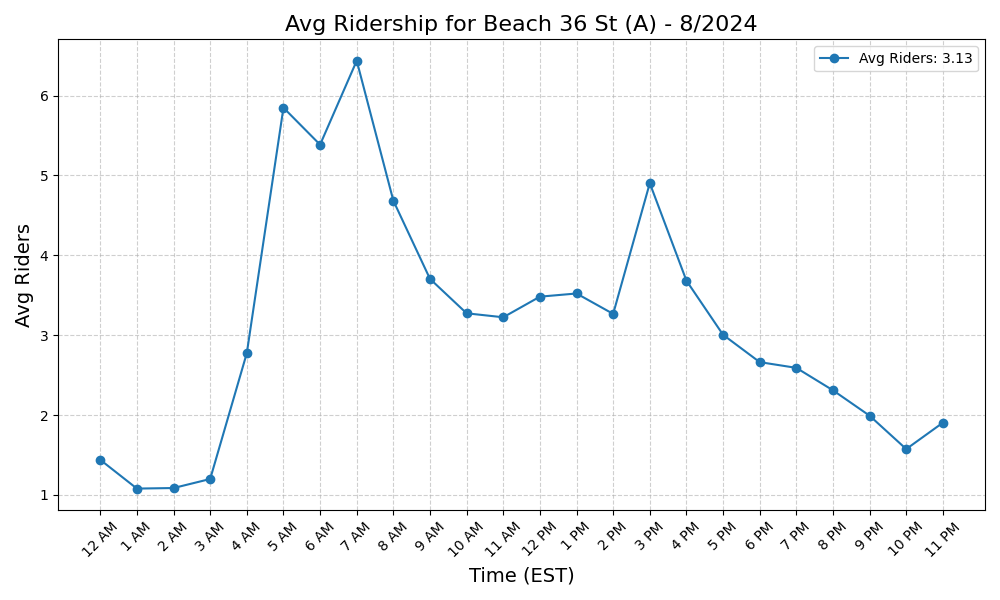 Avg Ridership for Beach 36 St (A) - 8/2024
Avg Riders: 3.13
Avg Riders
6
5
4
3
2
1
12 AM
1 AM
2 AM
3 AM
4 AM
5 AM
6 AM
7 AM
8 AM
9 AM
10 AM
11 AM
12 PM
1 PM
2 PM
3 PM
4 PM
5 PM
6 PM
7 PM
8 PM
9 PM
10 PM
11 PM
Time (EST)